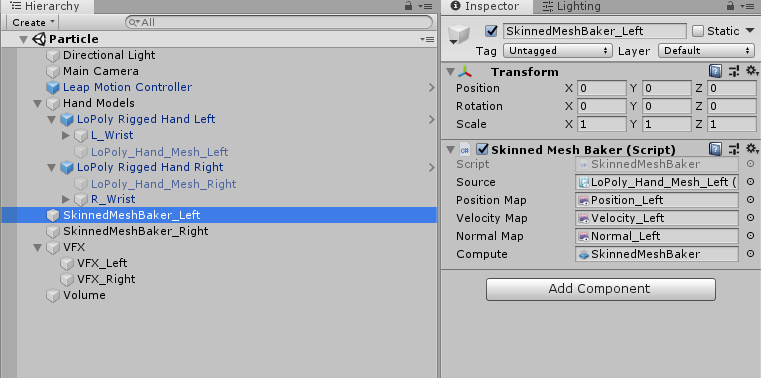 Hierarchy
Create
All
Particle
Directional Light
Main Camera
Leap Motion Controller
Hand Models
LoPoly Rigged Hand Left
L_Wrist
LoPoly_Hand_Mesh_Left
LoPoly Rigged Hand Right
LoPoly_Hand_Mesh_Right
R_Wrist
SkinnedMeshBaker_Left
SkinnedMeshBaker_Right
VFX
VFX_Left
VFX_Right
Volume
Inspector Lighting
SkinnedMeshBaker_Left Static
Tag Untagged Layer Default
Transform
Position X 0 Y 0 Z 0
Rotation X 0 Y 0 Z 0
Scale X 1 Y 1 Z 1
Skinned Mesh Baker (Script)
Script SkinnedMeshBaker
Source LoPoly_Hand_Mesh_Left (
Position Map Position_Left
Velocity Map Velocity_Left
Normal Map Normal_Left
Compute SkinnedMeshBaker
Add Component